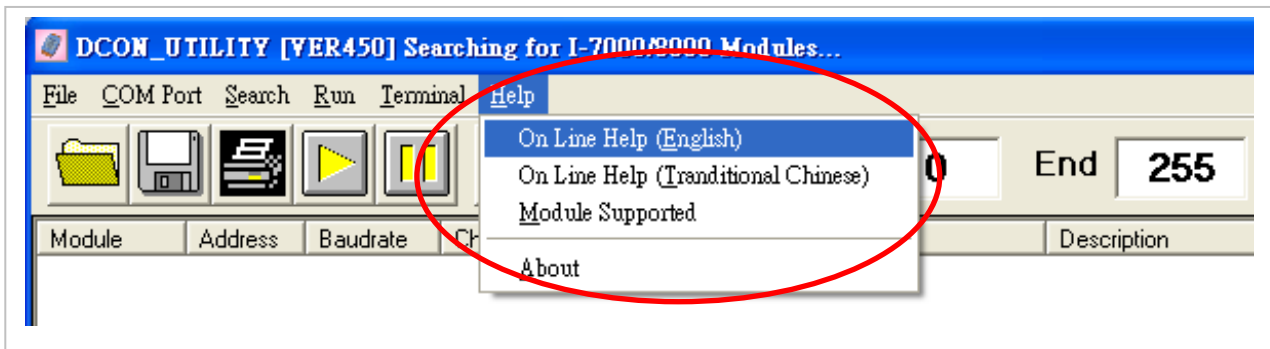 DCON_UTILITY [VER450] Searching for I-7000/8000 Modules...
File COM Port Search Run Terminal Help
On Line Help (English)
On Line Help (Tranditional Chinese)
Module Supported
About
0 End 255
Module Address Baudrate Ch Description